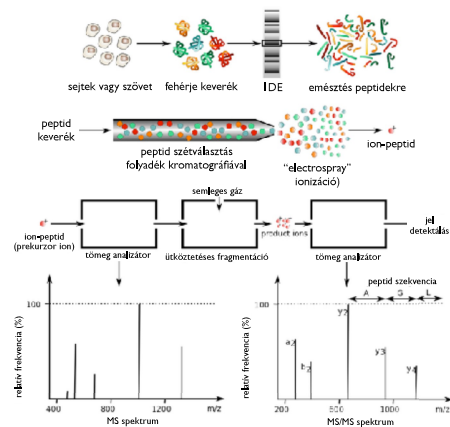 sejtek vagy szövet
fehérje keverék
IDE
emésztés peptidekre
peptid
keverék
peptid szétválasztás
folyadék kromatográfiával
"electrospray"
ionizáció)
ion-peptid
semleges gáz
ion-peptid
(prekurzor ion)
tömeg analizátor
ütköztetéses fragmentáció
product ions
tömeg analizátor
jel
detektálás
relatív frekvencia (%)
100
400
800
1200
m/z
MS spektrum
peptid szekvencia
A
G
L
relatív frekvencia (%)
100
a2
b2
y2
y3
y4
200
600
1000
m/z
MS/MS spektrum